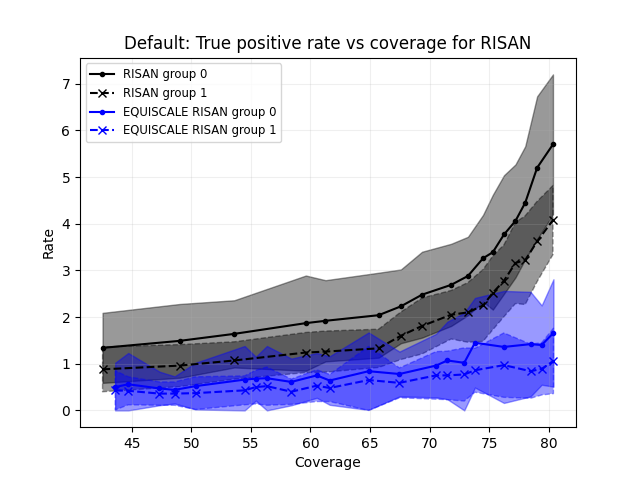 Default: True positive rate vs coverage for RISAN
RISAN group 0
RISAN group 1
EQUISCALE RISAN group 0
EQUISCALE RISAN group 1
7
6
5
4
3
2
1
0
Rate
45 50 55 60 65 70 75 80
Coverage